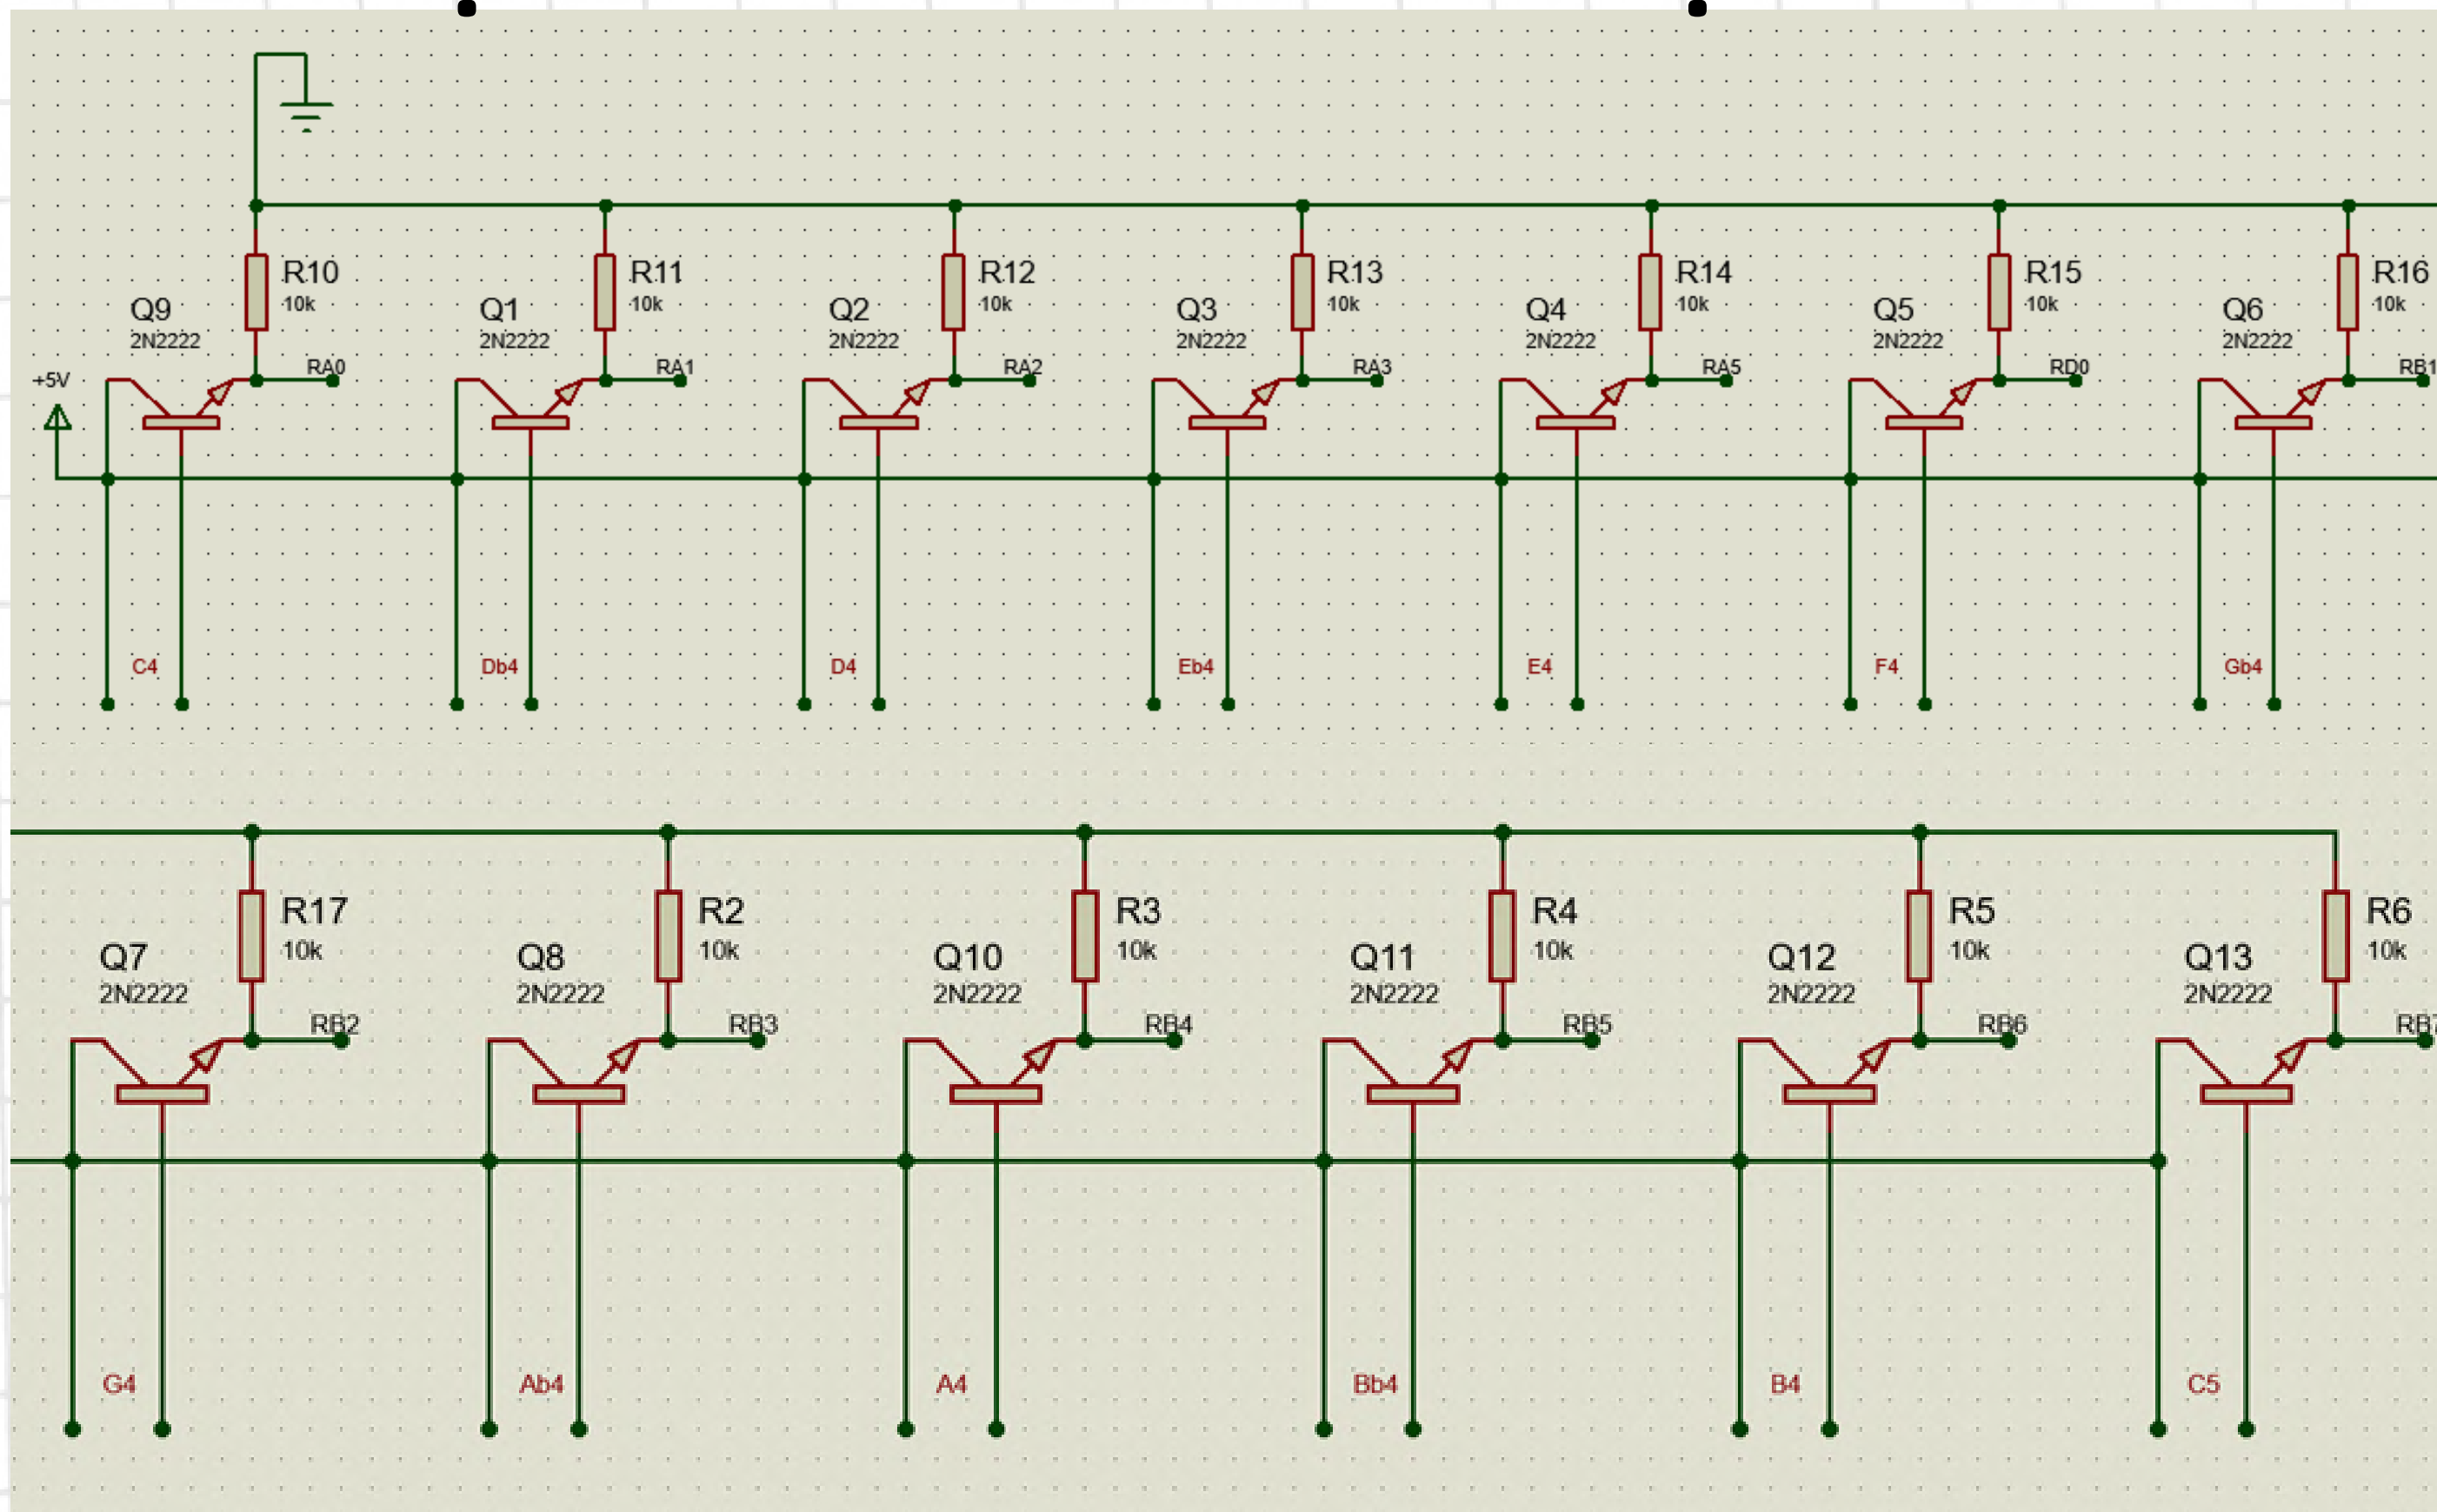 R10
10k
Q9
2N2222
RA0
+5V
C4
R11
10k
Q1
2N2222
RA1
Db4
R12
10k
Q2
2N2222
RA2
D4
R13
10k
Q3
2N2222
RA3
Eb4
R14
10k
Q4
2N2222
RA5
E4
R15
10k
Q5
2N2222
RD0
F4
R16
10k
Q6
2N2222
RB1
Gb4
R17
10k
Q7
2N2222
RB2
G4
R2
10k
Q8
2N2222
RB3
Ab4
R3
10k
Q10
2N2222
RB4
A4
R4
10k
Q11
2N2222
RB5
Bb4
R5
10k
Q12
2N2222
RB6
B4
R6
10k
Q13
2N2222
RB7
C5